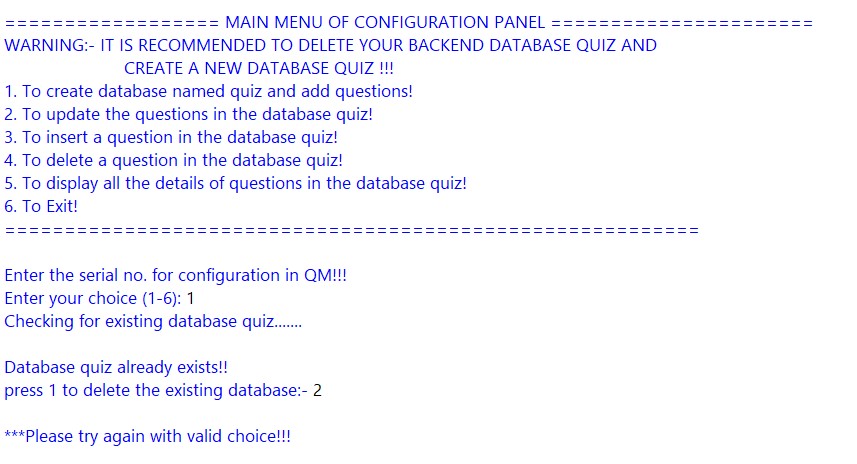 ================== MAIN MENU OF CONFIGURATION PANEL ======================
WARNING:- IT IS RECOMMENDED TO DELETE YOUR BACKEND DATABASE QUIZ AND
CREATE A NEW DATABASE QUIZ !!!
1. To create database named quiz and add questions!
2. To update the questions in the database quiz!
3. To insert a question in the database quiz!
4. To delete a question in the database quiz!
5. To display all the details of questions in the database quiz!
6. To Exit!
==========================================================
Enter the serial no. for configuration in QM!!!
Enter your choice (1-6): 1
Checking for existing database quiz.......
Database quiz already exists!!
press 1 to delete the existing database:- 2
***Please try again with valid choice!!!